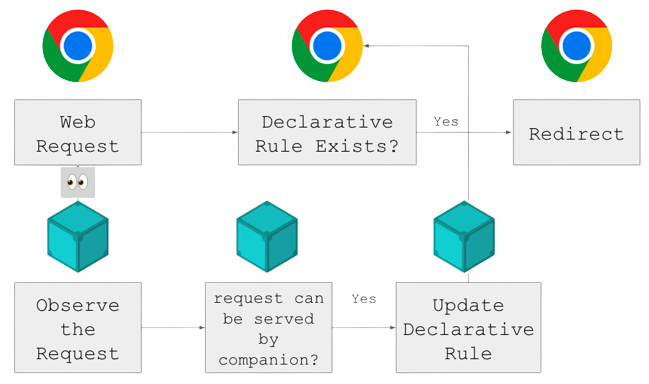 Web
Request
Declarative
Rule Exists?
Yes
Redirect
Observe
the
Request
request can
be served
by
companion?
Yes
Update
Declarative
Rule